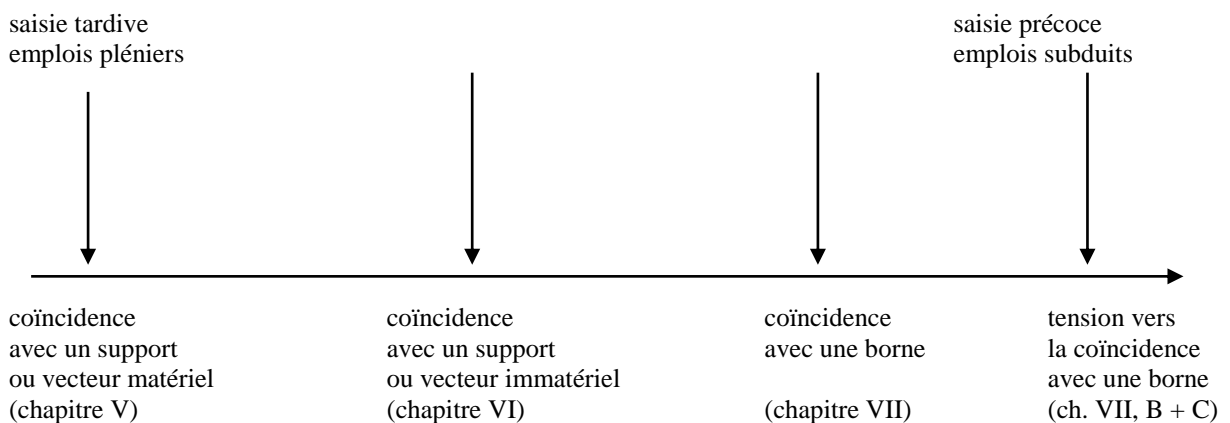 saisie tardive
emplois pléniers
saisie précoce
emplois subduits
coïncidence
avec un support
ou vecteur matériel
(chapitre V)
coïncidence
avec un support
ou vecteur immatériel
(chapitre VI)
coïncidence
avec une borne
(chapitre VII)
tension vers
la coïncidence
avec une borne
(ch. VII, B + C)